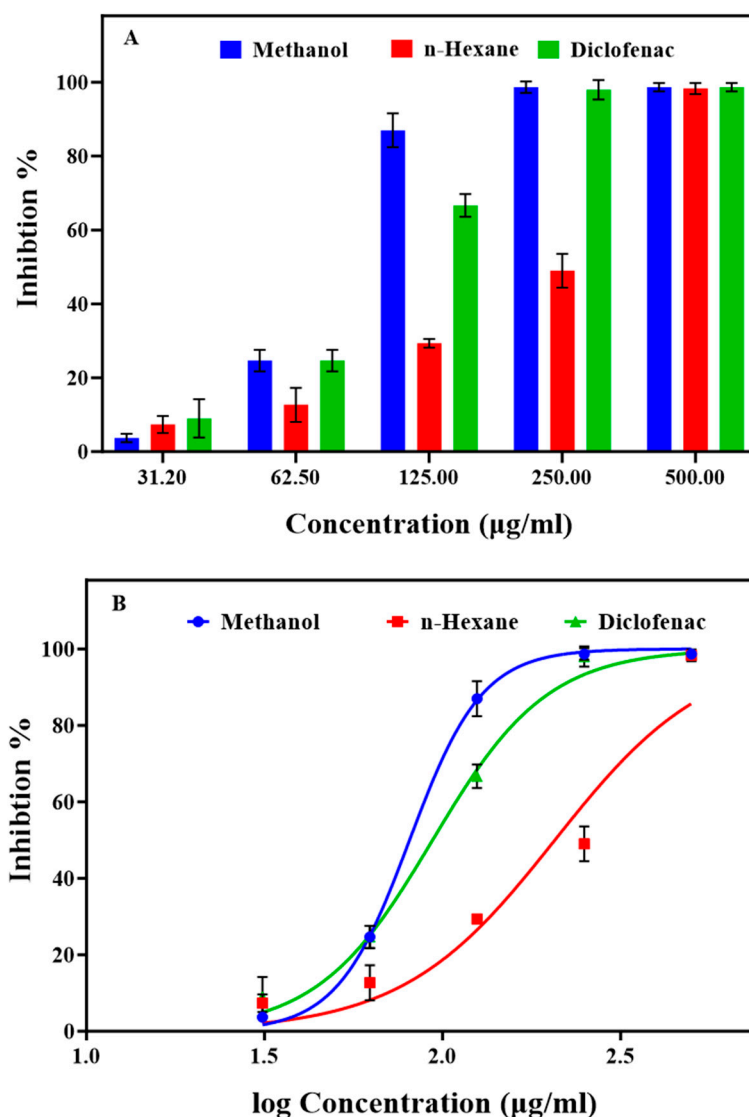 A
Methanol n-Hexane Diclofenac
100
80
60
40
20
0
Inhibtion %
31.20 62.50 125.00 250.00 500.00
Concentration (μg/ml)
B
Methanol n-Hexane Diclofenac
100
80
60
40
20
0
Inhibtion %
1.0 1.5 2.0 2.5
log Concentration (μg/ml)